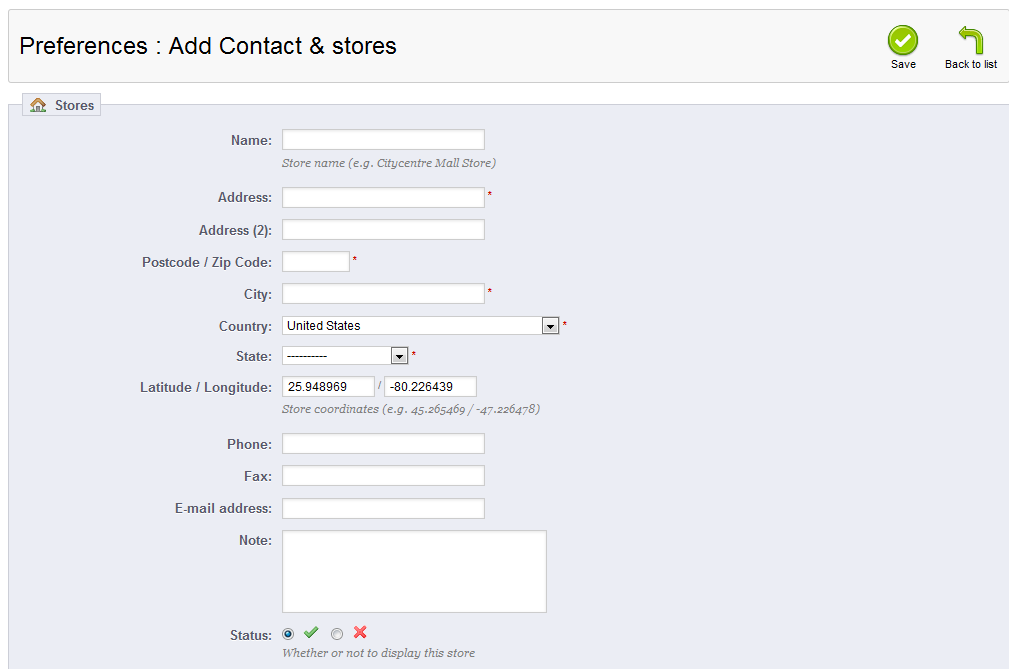 Preferences : Add Contact & stores
Save
Back to list
Stores
Name:
Store name (e.g. Citycentre Mall Store)
Address: *
Address (2):
Postcode / Zip Code: *
City: *
Country: United States *
State: ---------- *
Latitude / Longitude: 25.948969 / -80.226439
Store coordinates (e.g. 45.265469 / -47.226478)
Phone:
Fax:
E-mail address:
Note:
Status:
Whether or not to display this store